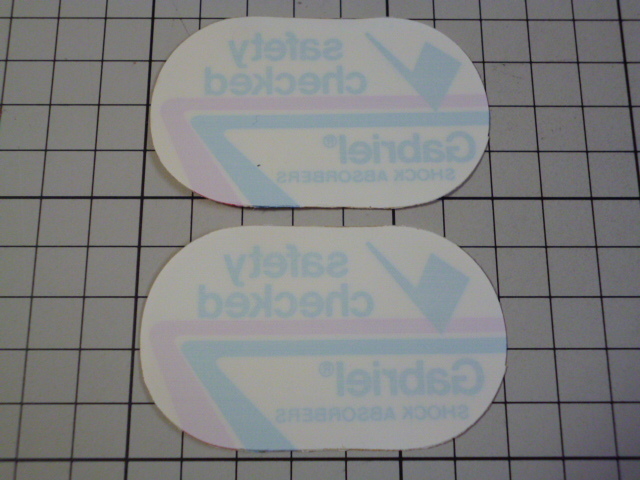 safety
checked
Gabriel®
SHOCK ABSORBERS
safety
checked
Gabriel®
SHOCK ABSORBERS